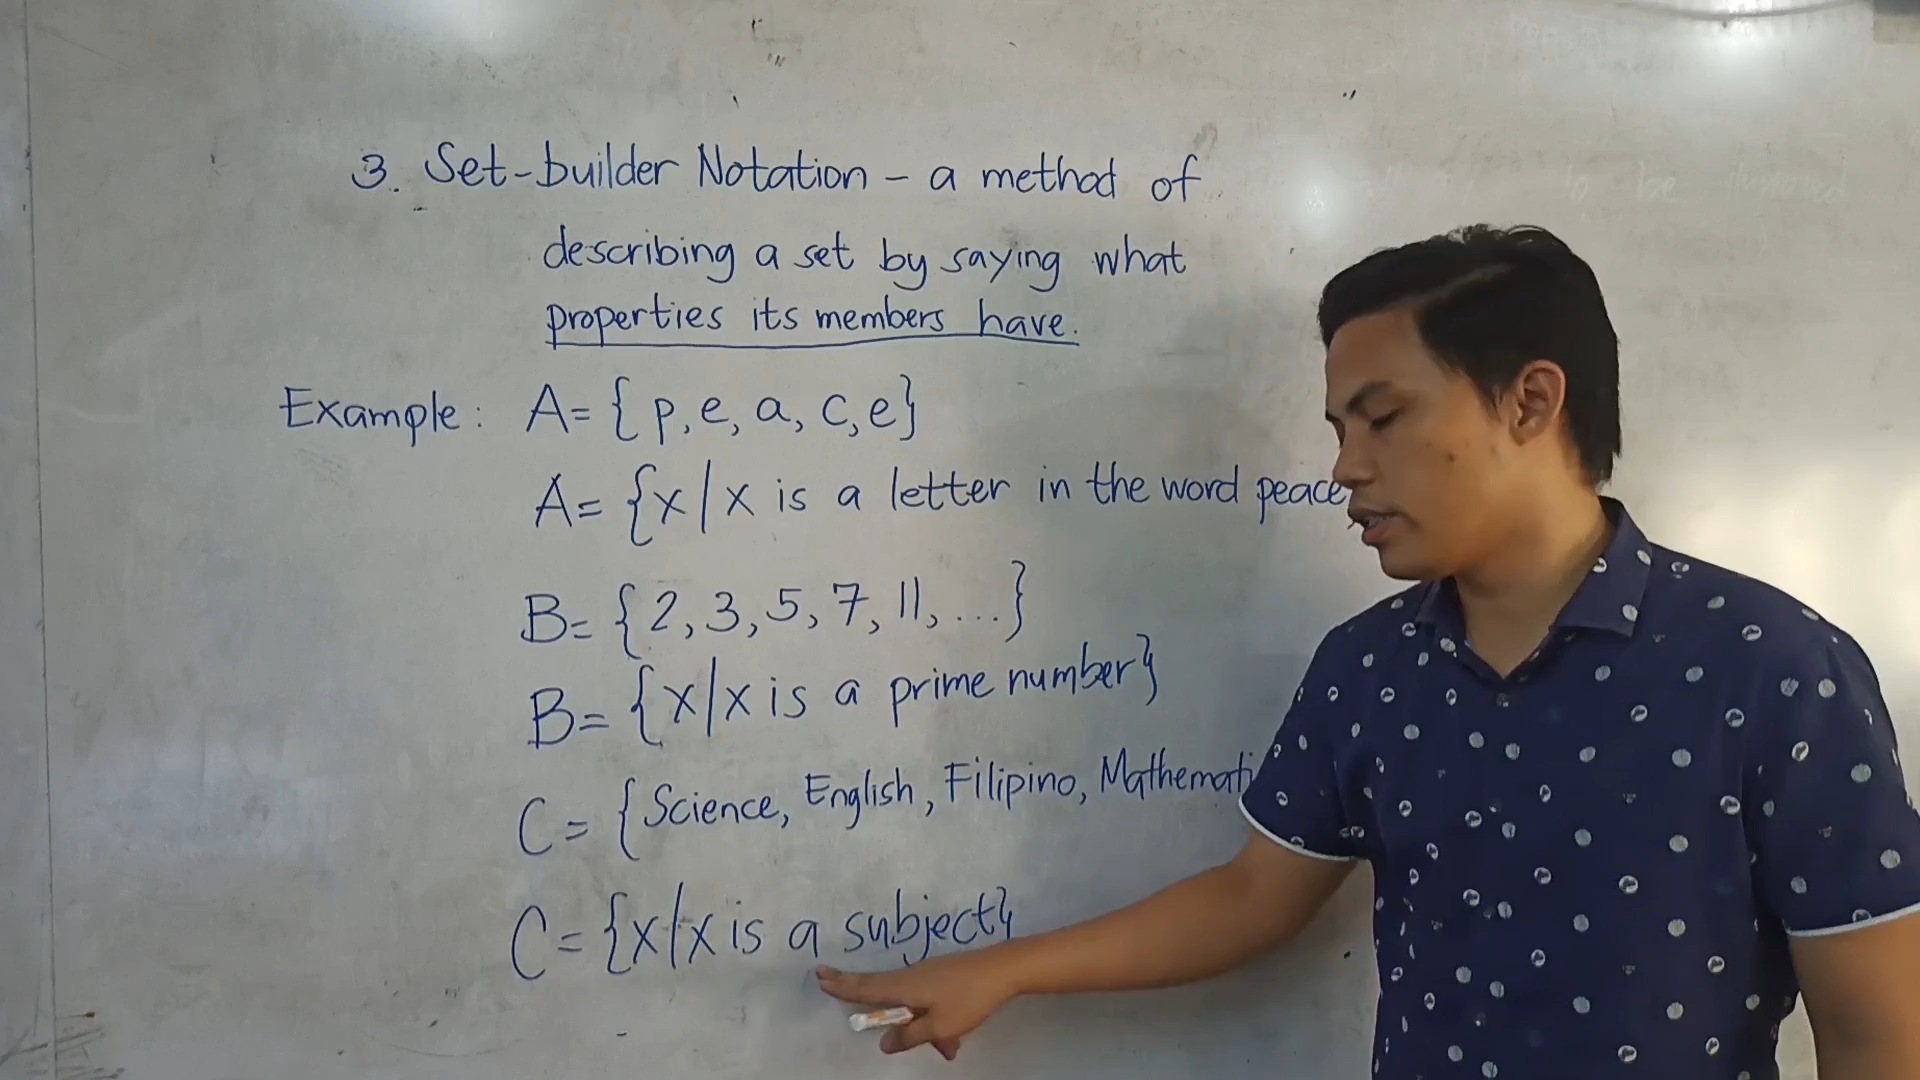 3. Set-builder Notation - a method of
describing a set by saying what
properties its members have.
Example: A = { p, e, a, c, e}
A = {x/x is a letter in the word peace
B = { 2, 3, 5, 7, 11, ...}
B = {x/x is a prime number}
C = { Science, English, Filipino, Mathemati
C = {x/x is a subject}